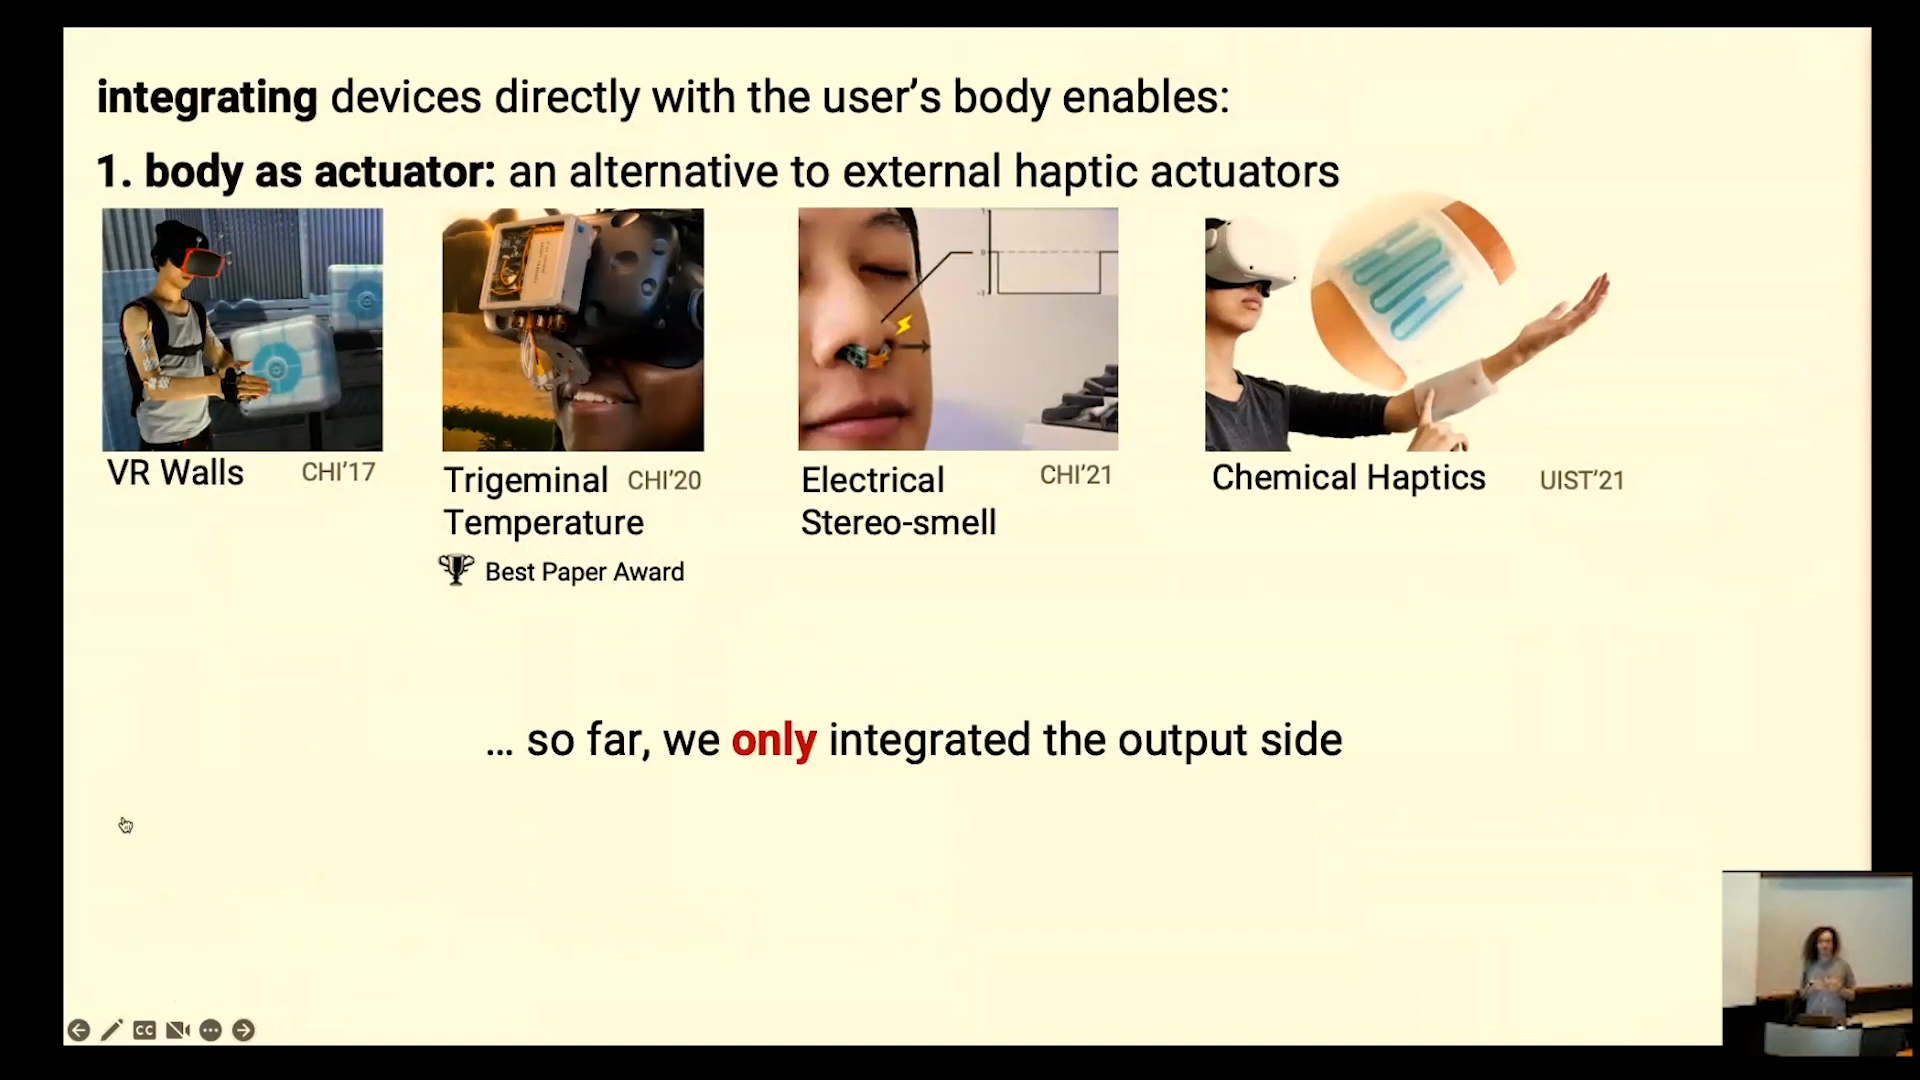 integrating devices directly with the user’s body enables:
1. body as actuator: an alternative to external haptic actuators
VR Walls CHI’17
Trigeminal CHI’20
Temperature
Best Paper Award
Electrical CHI’21
Stereo-smell
Chemical Haptics UIST’21
... so far, we only integrated the output side
CC